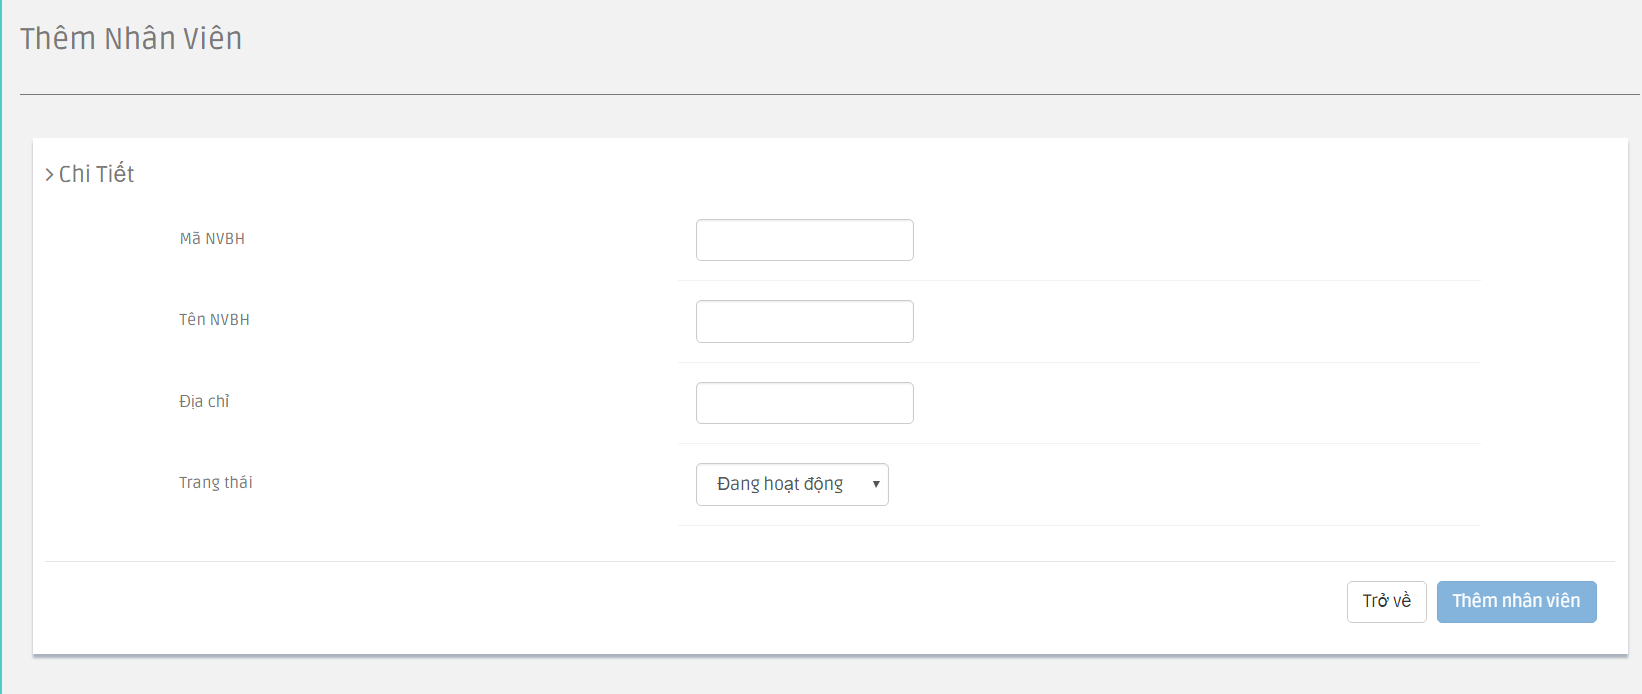 Thêm Nhân Viên
Chi Tiết
Mã NVBH
Tên NVBH
Địa chỉ
Trang thái
Đang hoạt động
Trở về
Thêm nhân viên